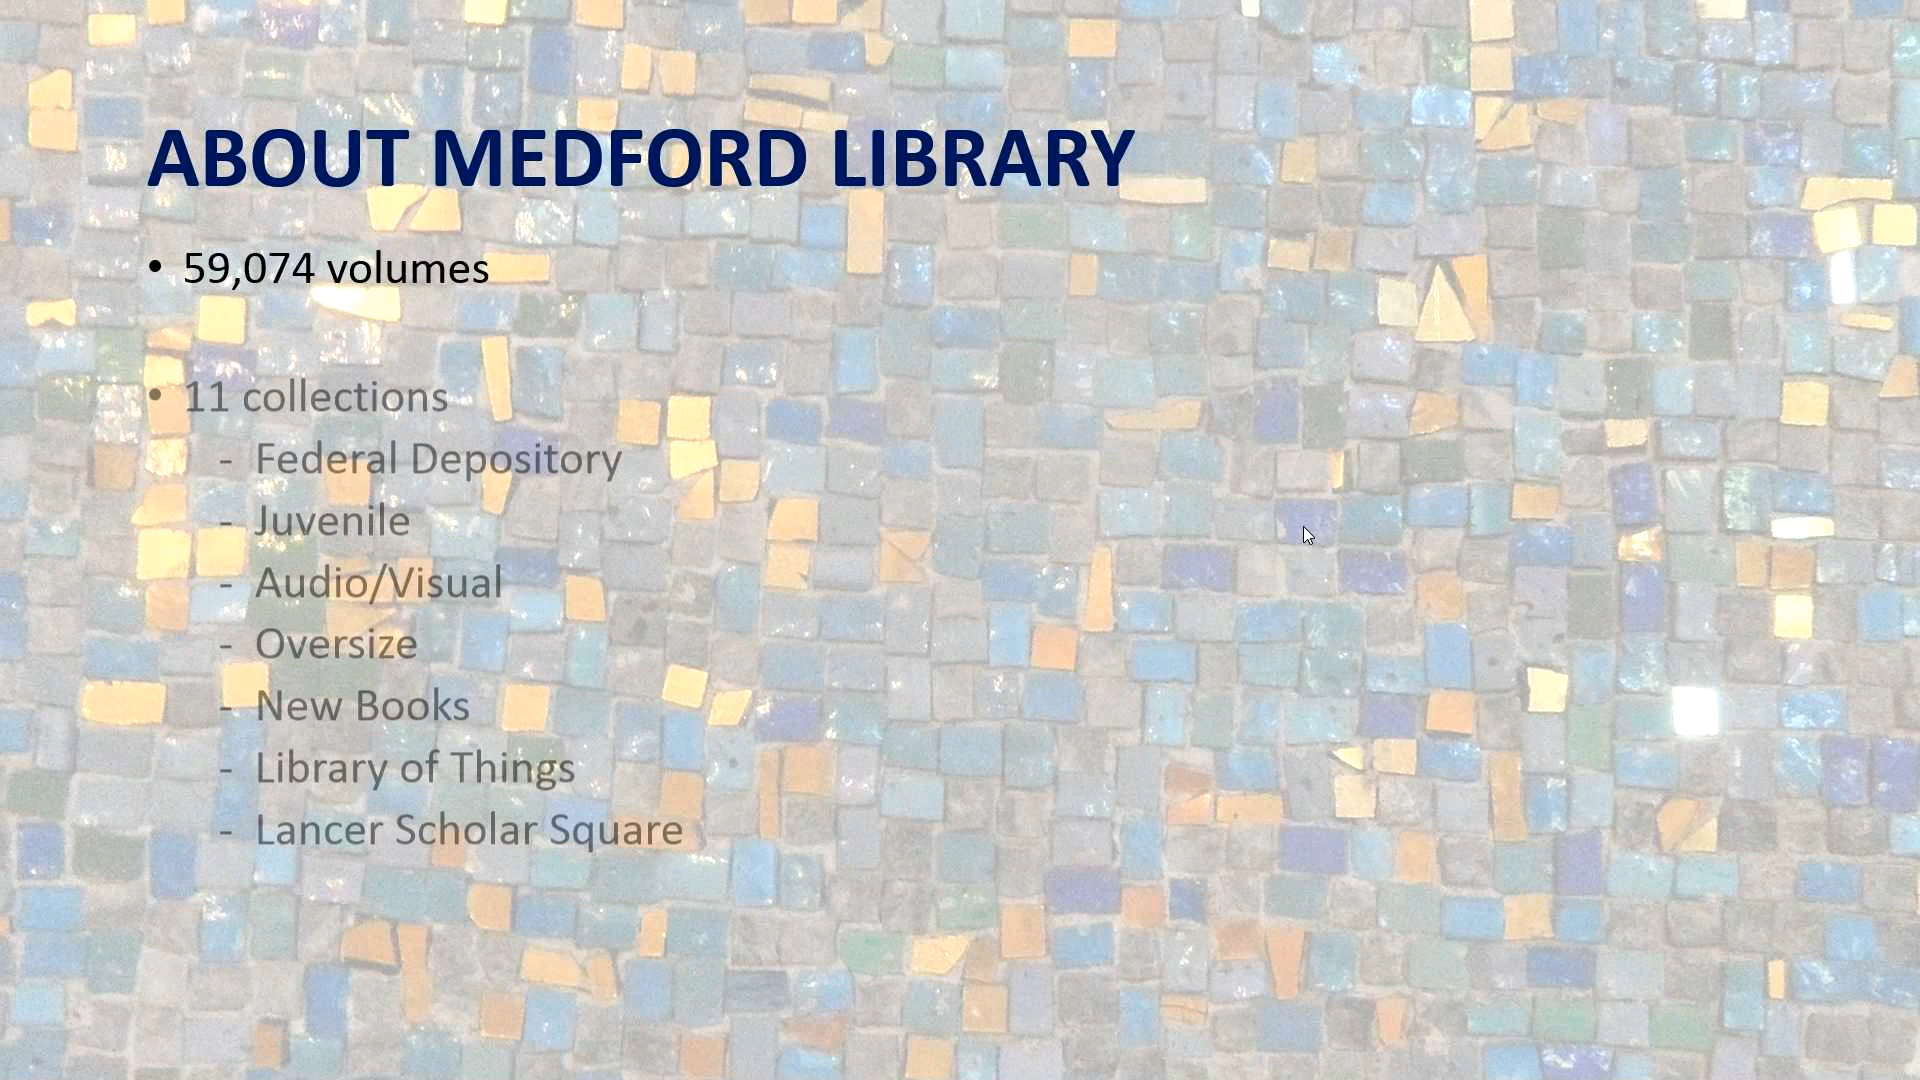 ABOUT MEDFORD LIBRARY
• 59,074 volumes
• 11 collections
- Federal Depository
- Juvenile
- Audio/Visual
- Oversize
- New Books
- Library of Things
- Lancer Scholar Square